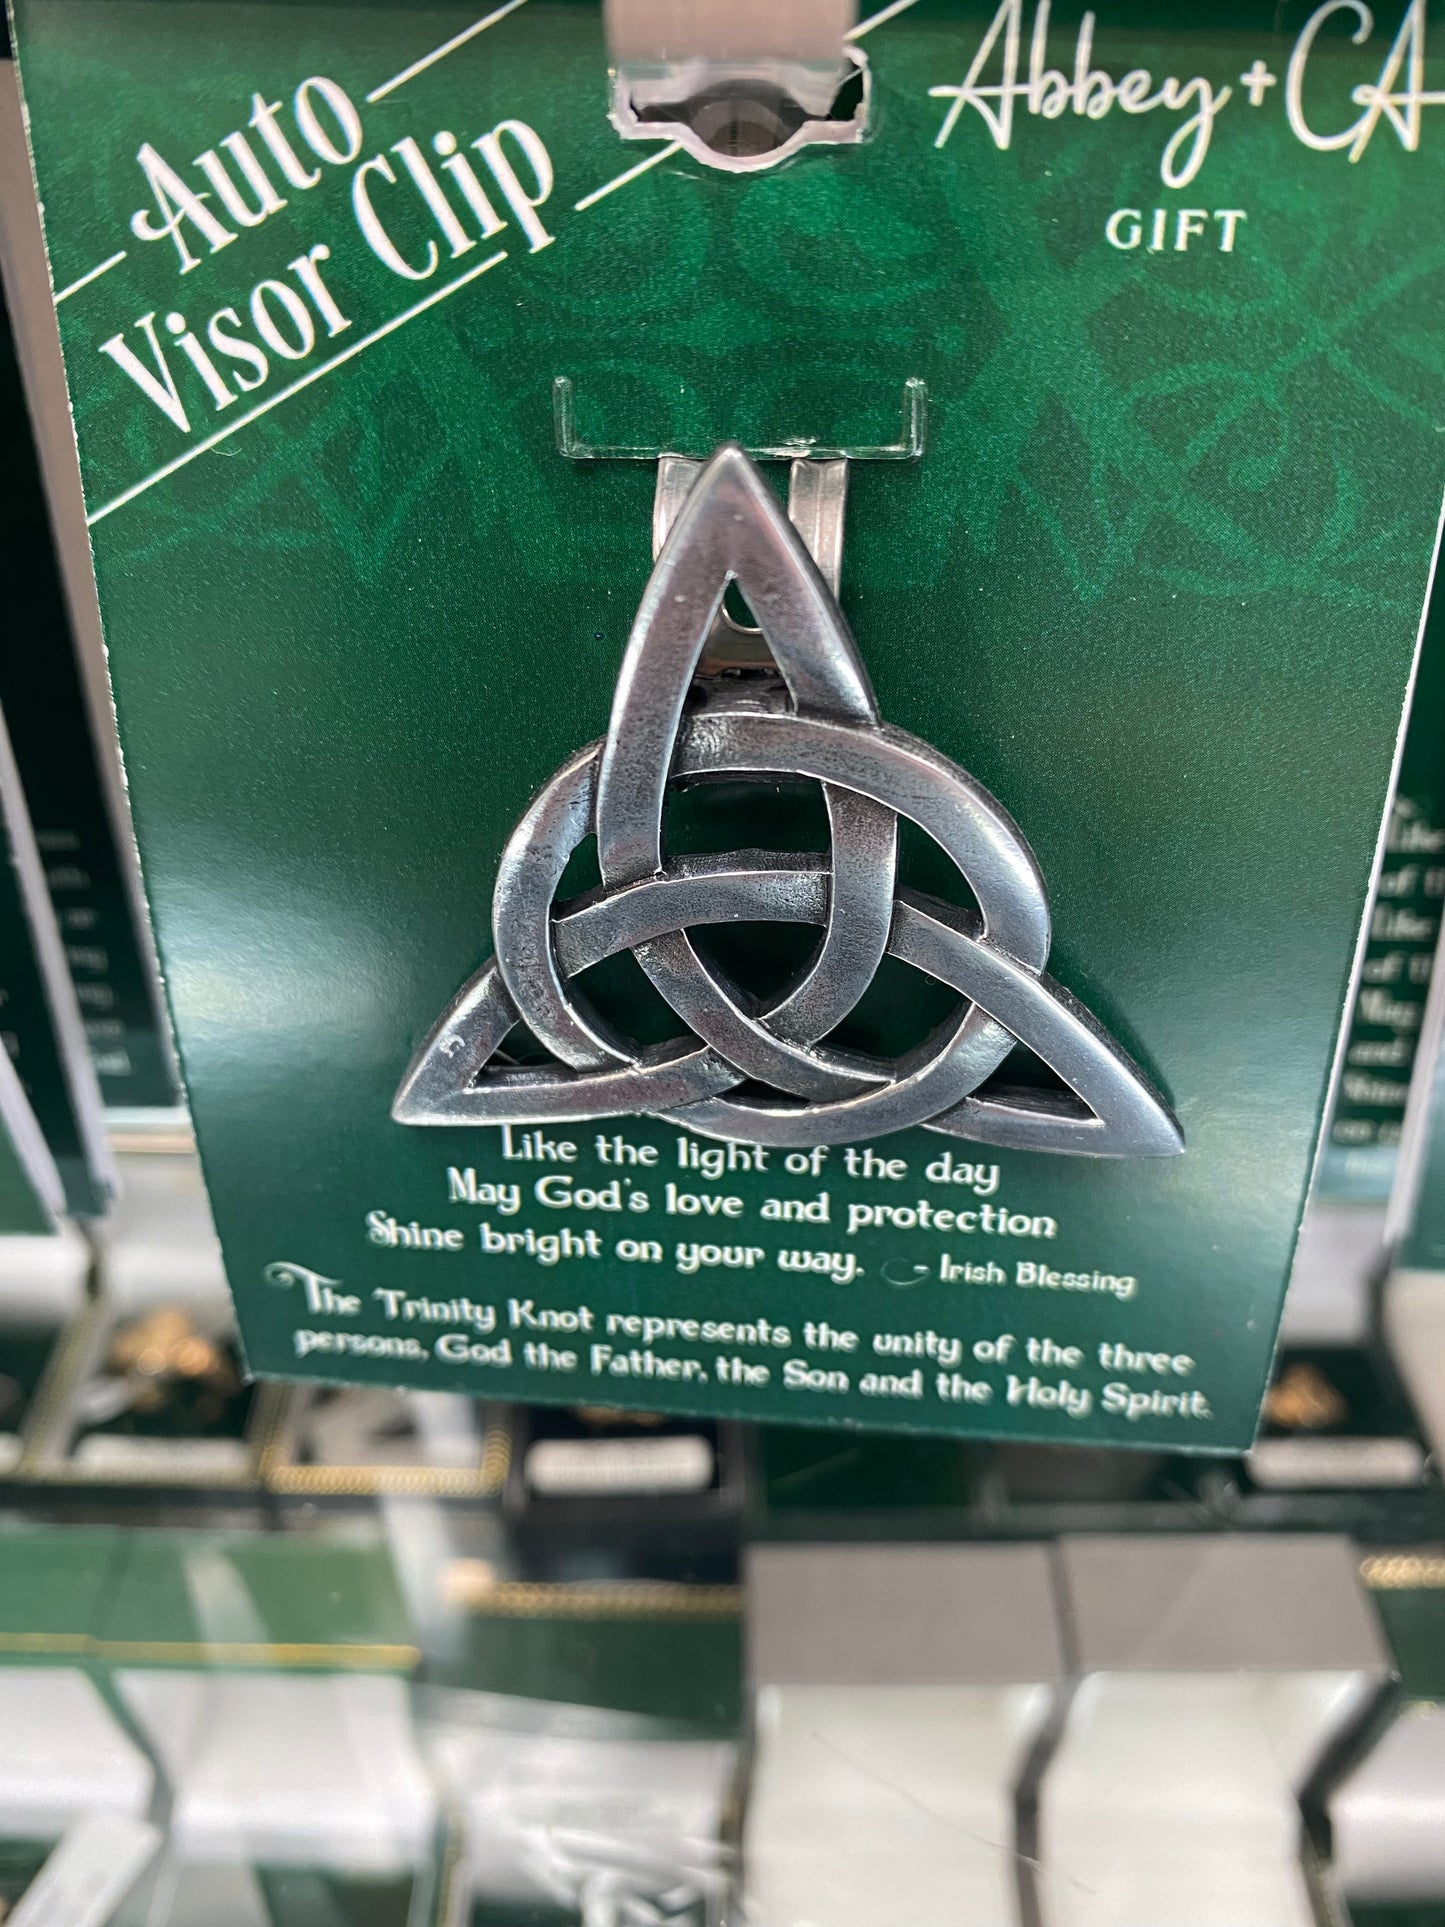 Auto
Visor Clip
Abbey + CA
GIFT
Like the light of the day
May God's love and protection
Shine bright on your way. - Irish Blessing
The Trinity Knot represents the unity of the three
persons, God the Father, the Son and the Holy Spirit.